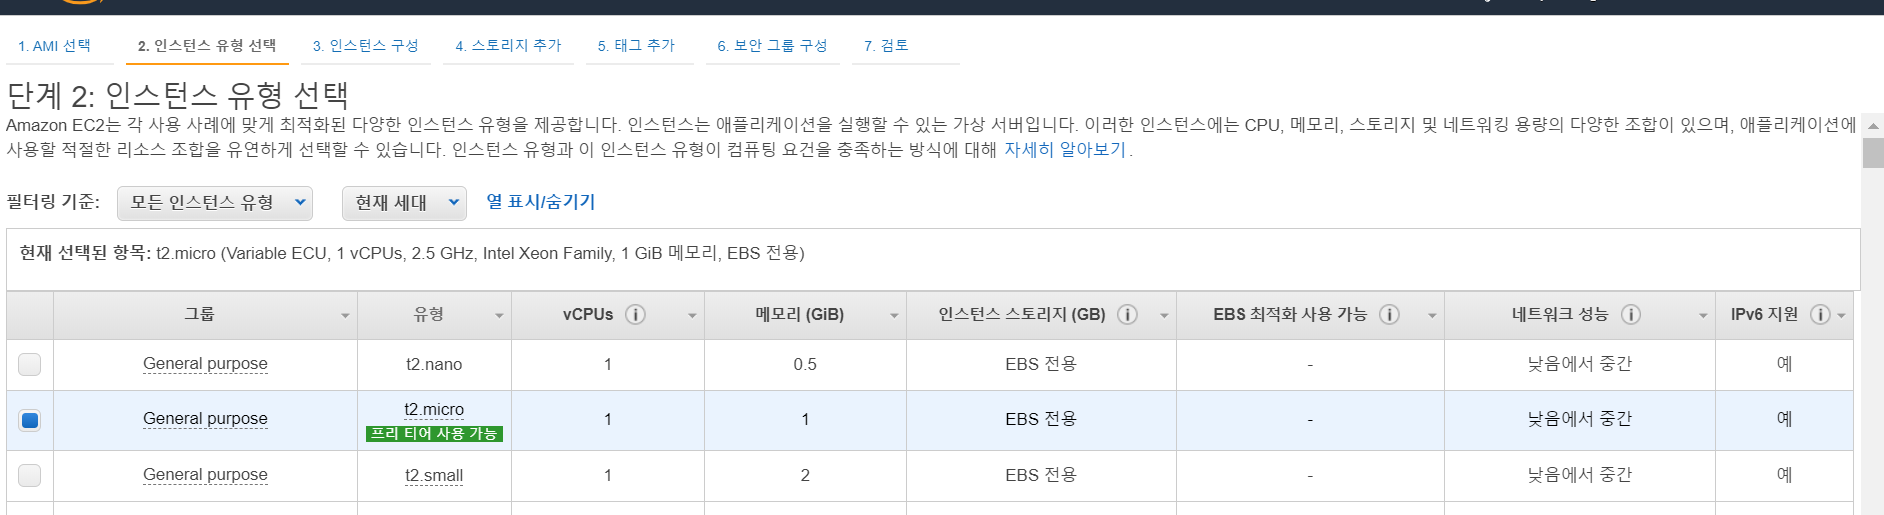 1. AMI 선택 2. 인스턴스 유형 선택 3. 인스턴스 구성 4. 스토리지 추가 5. 태그 추가 6. 보안 그룹 구성 7. 검토
단계 2: 인스턴스 유형 선택
Amazon EC2는 각 사용 사례에 맞게 최적화된 다양한 인스턴스 유형을 제공합니다. 인스턴스는 애플리케이션을 실행할 수 있는 가상 서버입니다. 이러한 인스턴스에는 CPU, 메모리, 스토리지 및 네트워킹 용량의 다양한 조합이 있으며, 애플리케이션에
사용할 적절한 리소스 조합을 유연하게 선택할 수 있습니다. 인스턴스 유형과 이 인스턴스 유형이 컴퓨팅 요건을 충족하는 방식에 대해 자세히 알아보기.
필터링 기준: 모든 인스턴스 유형 현재 세대 열 표시/숨기기
현재 선택된 항목: t2.micro (Variable ECU, 1 vCPUs, 2.5 GHz, Intel Xeon Family, 1 GiB 메모리, EBS 전용)
그룹 유형 vCPUs i 메모리 (GiB) 인스턴스 스토리지 (GB) i EBS 최적화 사용 가능 i 네트워크 성능 i IPv6 지원 i
General purpose t2.nano 1 0.5 EBS 전용 - 낮음에서 중간 예
General purpose t2.micro 1 1 EBS 전용 - 낮음에서 중간 예
프리 티어 사용 가능
General purpose t2.small 1 2 EBS 전용 - 낮음에서 중간 예